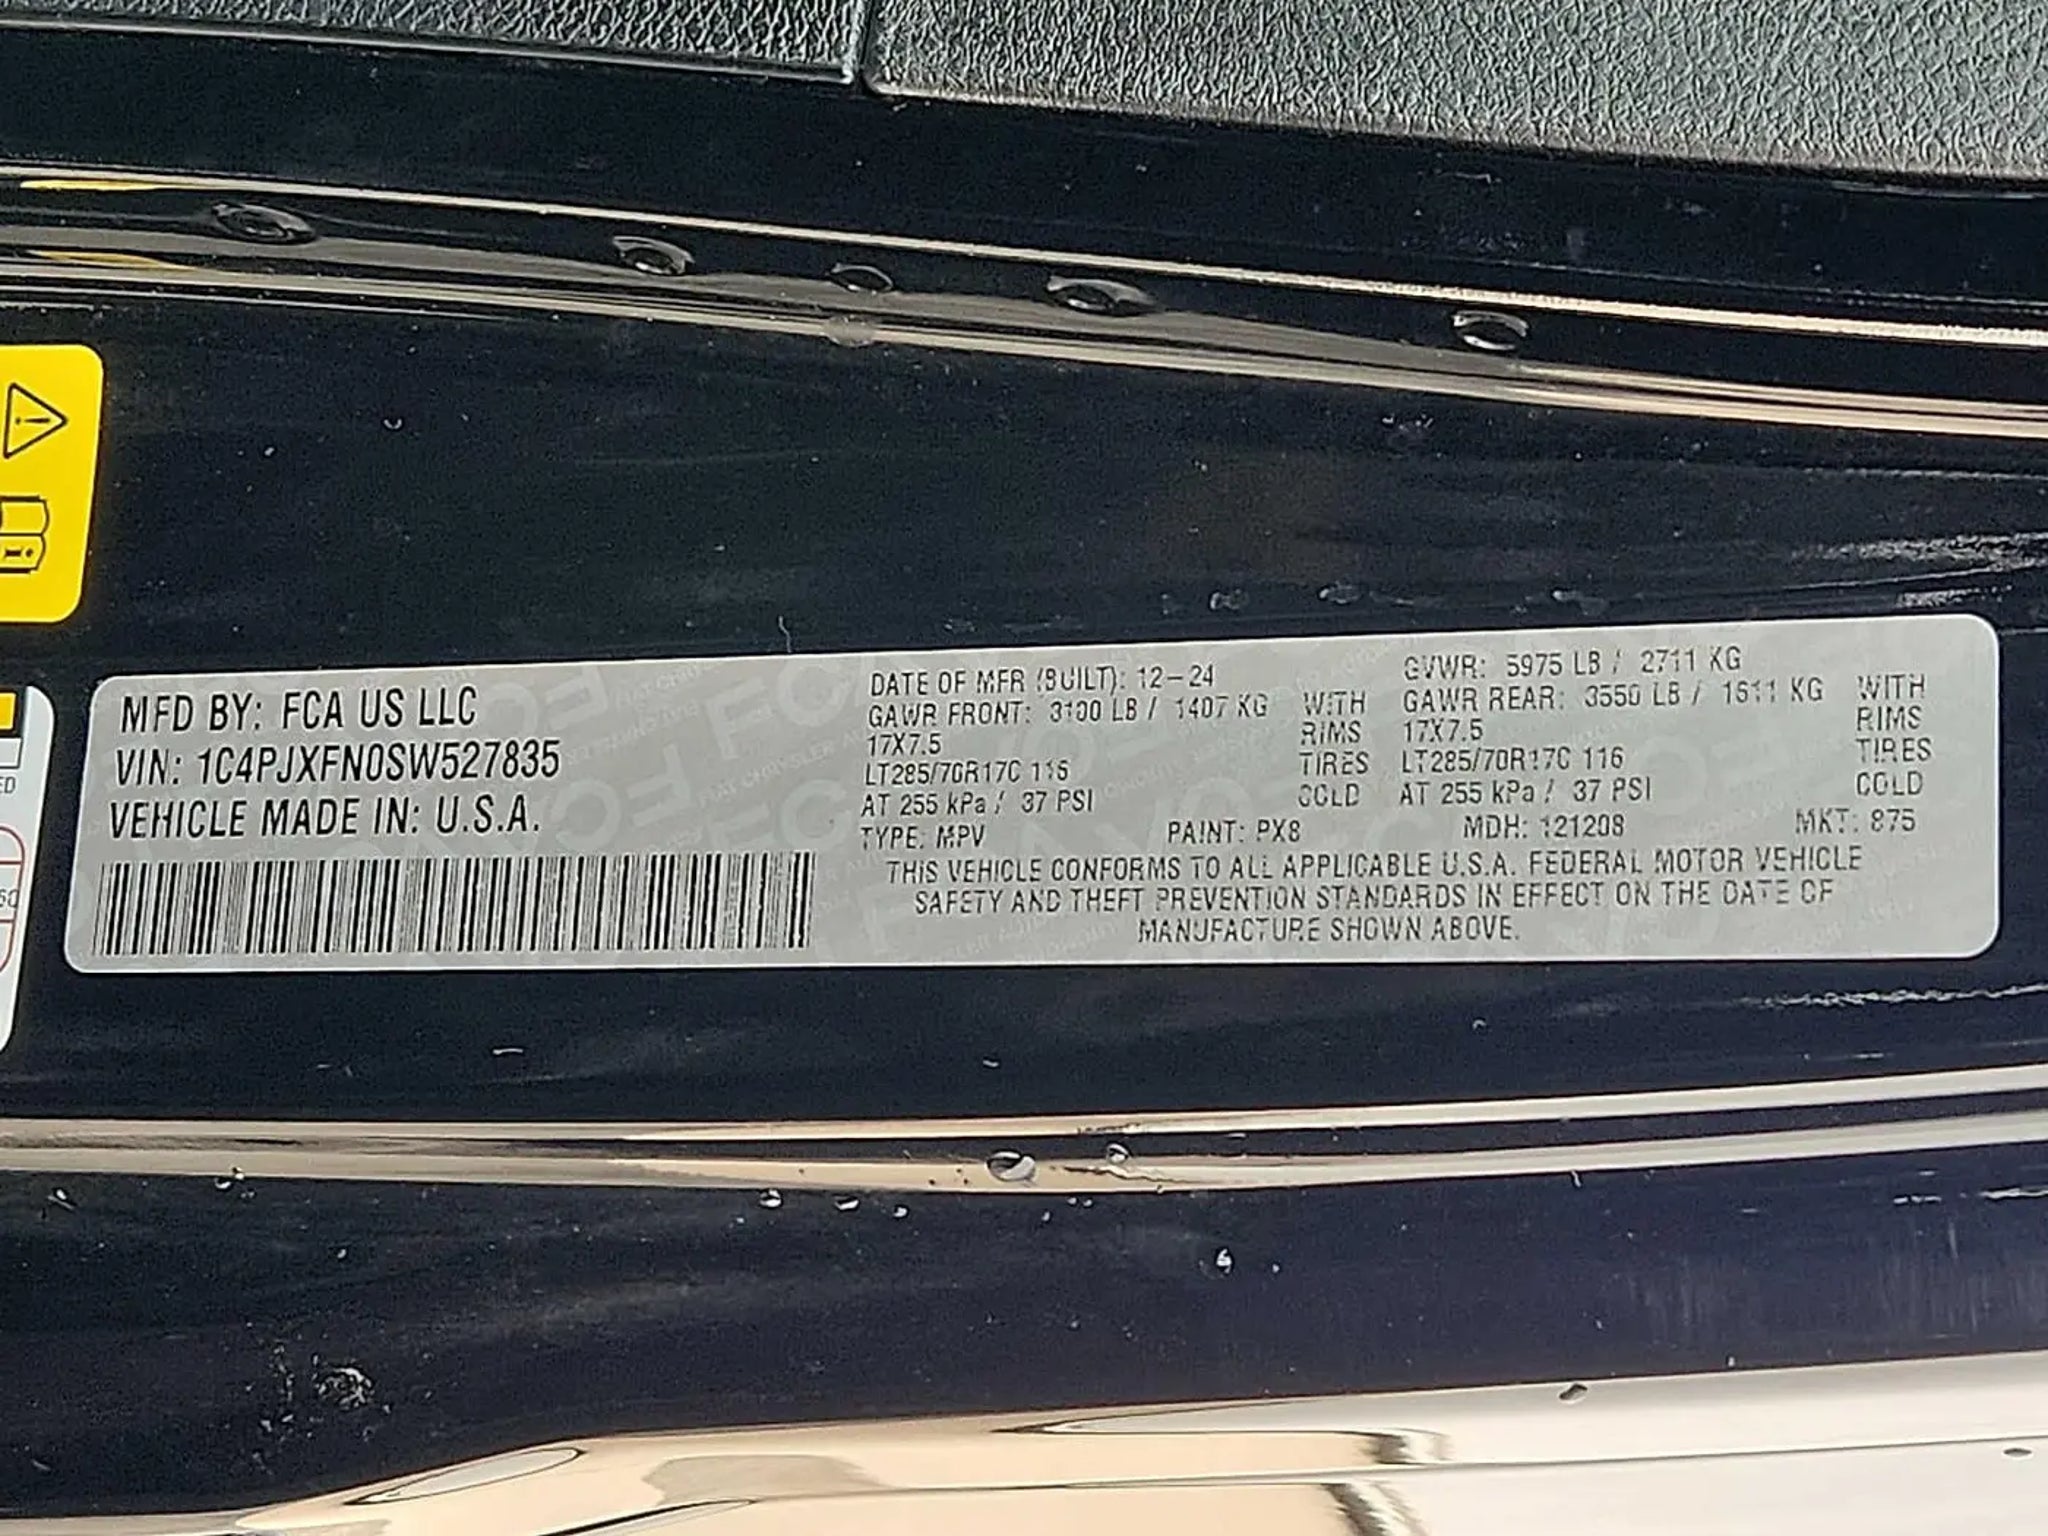 MFD BY: FCA US LLC
VIN: 1C4PJXFN0SW527835
VEHICLE MADE IN: U.S.A.
DATE OF MFR (BUILT): 12-24 GVWR: 5975 LB / 2711 KG
GAWR FRONT: 3100 LB / 1407 KG WITH GAWR REAR: 3550 LB / 1611 KG WITH
17X7.5 RIMS 17X7.5 RIMS
LT285/70R17C 116 TIRES LT285/70R17C 116 TIRES
AT 255 kPa / 37 PSI COLD AT 255 kPa / 37 PSI COLD
TYPE: MPV PAINT: PX8 MDH: 121208 MKT: 875
THIS VEHICLE CONFORMS TO ALL APPLICABLE U.S.A. FEDERAL MOTOR VEHICLE
SAFETY AND THEFT PREVENTION STANDARDS IN EFFECT ON THE DATE OF
MANUFACTURE SHOWN ABOVE.